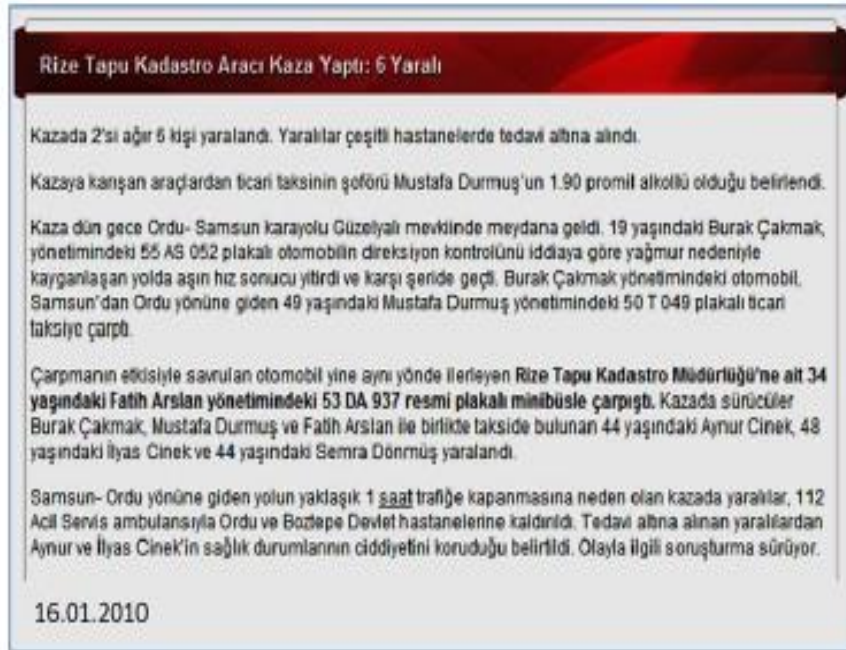 Rize Tapu Kadastro Aracı Kaza Yaptı: 6 Yaralı
Kazada 2'si ağır 6 kişi yaralandı. Yaralılar çeşitli hastanelerde tedavi altına alındı.
Kazaya karışan araçlardan ticari taksinin şoförü Mustafa Durmuş'un 1.90 promil alkollü olduğu belirlendi.
Kaza dün gece Ordu- Samsun karayolu Güzelyalı mevkiinde meydana geldi. 19 yaşındaki Burak Çakmak,
yönetimindeki 55 AS 052 plakalı otomobilin direksiyon kontrolünü iddiaya göre yağmur nedeniyle
kayganlaşan yolda aşırı hız sonucu yitirdi ve karşı şeride geçti. Burak Çakmak yönetimindeki otomobil,
Samsun'dan Ordu yönüne giden 49 yaşındaki Mustafa Durmuş yönetimindeki 50 T 049 plakalı ticari
taksiye çarptı.
Çarpmanın etkisiyle savrulan otomobil yine aynı yönde ilerleyen Rize Tapu Kadastro Müdürlüğü'ne ait 34
yaşındaki Fatih Arslan yönetimindeki 53 DA 937 resmi plakalı minibüsle çarpıştı. Kazada sürücüler
Burak Çakmak, Mustafa Durmuş ve Fatih Arslan ile birlikte takside bulunan 44 yaşındaki Aynur Cinek, 48
yaşındaki İlyas Cinek ve 44 yaşındaki Semra Dönmüş yaralandı.
Samsun- Ordu yönüne giden yolun yaklaşık 1 saat trafiğe kapanmasına neden olan kazada yaralılar, 112
Acil Servis ambulansıyla Ordu ve Boztepe Devlet hastanelerine kaldırıldı. Tedavi altına alınan yaralılardan
Aynur ve İlyas Cinek'in sağlık durumlarının ciddiyetini koruduğu belirtildi. Olayla ilgili soruşturma sürüyor.
16.01.2010